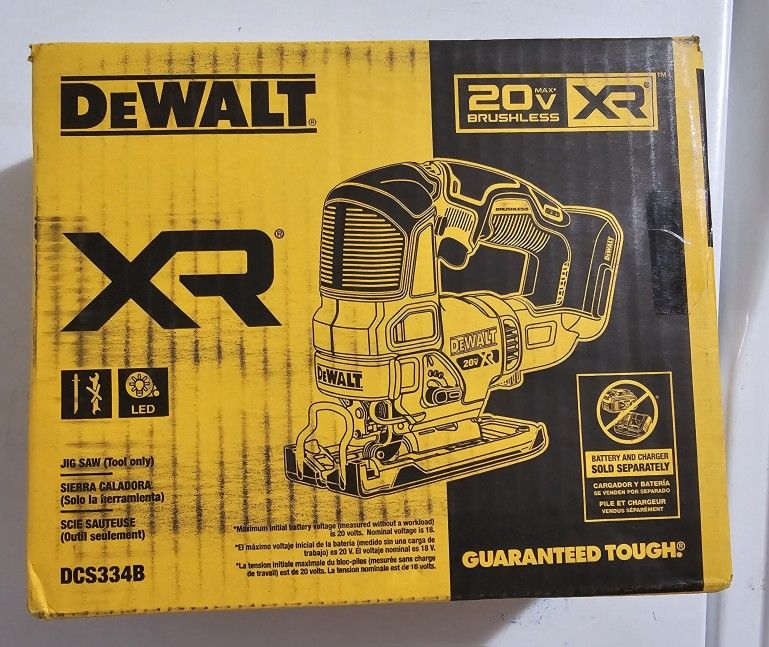 DEWALT®
20V MAX* XR® ™
BRUSHLESS
XR®
BRUSHLESS
DEWALT
DEWALT
20V XR
DEWALT
LED
JIG SAW (Tool only)
SIERRA CALADORA
(Solo la herramienta)
SCIE SAUTEUSE
(Outil seulement)
DCS334B
*Maximum initial battery voltage (measured without a workload)
is 20 volts. Nominal voltage is 18.
*El máximo voltaje inicial de la batería (medido sin una carga de
trabajo) es 20 V. El voltaje nominal es 18 V.
*La tension initiale maximale du bloc-piles (mesurée sans charge
de travail) est de 20 volts. La tension nominale est de 18 volts.
BATTERY AND CHARGER
SOLD SEPARATELY
CARGADOR Y BATERÍA
SE VENDEN POR SEPARADO
PILE ET CHARGEUR
VENDUS SÉPARÉMENT
GUARANTEED TOUGH.®